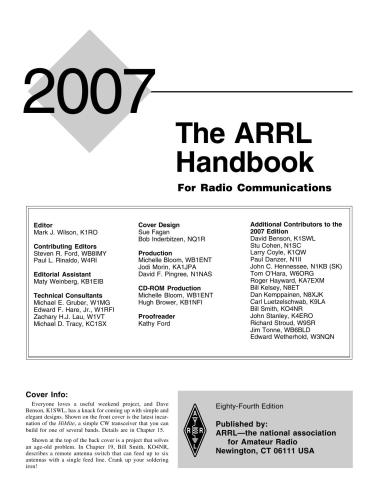 2007
The ARRL
Handbook
For Radio Communications
Editor
Mark J. Wilson, K1RO
Contributing Editors
Steven R. Ford, WB8IMY
Paul L. Rinaldo, W4RI
Editorial Assistant
Maty Weinberg, KB1EIB
Technical Consultants
Michael E. Gruber, W1MG
Edward F. Hare, Jr., W1RFI
Zachary H.J. Lau, W1VT
Michael D. Tracy, KC1SX
Cover Design
Sue Fagan
Bob Inderbitzen, NQ1R
Production
Michelle Bloom, WB1ENT
Jodi Morin, KA1JPA
David F. Pingree, N1NAS
CD-ROM Production
Michelle Bloom, WB1ENT
Hugh Brower, KB1NFI
Proofreader
Kathy Ford
Additional Contributors to the
2007 Edition
David Benson, K1SWL
Stu Cohen, N1SC
Larry Coyle, K1QW
Paul Danzer, N1II
John C. Hennessee, N1KB (SK)
Tom O'Hara, W6ORG
Roger Hayward, KA7EXM
Bill Kelsey, N8ET
Dan Kemppainen, N8XJK
Carl Luetzelschwab, K9LA
Bill Smith, KO4NR
John Stanley, K4ERO
Richard Stroud, W9SR
Jim Tonne, WB6BLD
Edward Wetherhold, W3NQN
Cover Info:
Everyone loves a useful weekend project, and Dave
Benson, K1SWL, has a knack for coming up with simple and
elegant designs. Shown on the front cover is the latest incar-
nation of the HiMite, a simple CW transceiver that you can
build for one of several bands. Details are in Chapter 15.
Shown at the top of the back cover is a project that solves
an age-old problem. In Chapter 19, Bill Smith, KO4NR,
describes a remote antenna switch that can feed up to six
antennas with a single feed line. Crank up your soldering
iron!
A
R R
L
Eighty-Fourth Edition
Published by:
ARRL—the national association
for Amateur Radio
Newington, CT 06111 USA